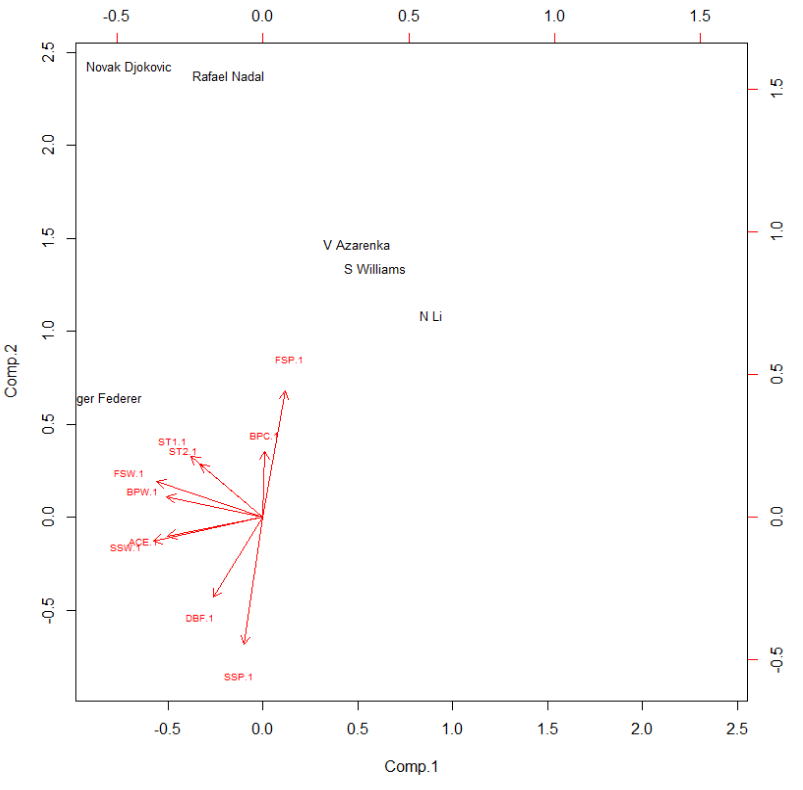 -0.5 0.0 0.5 1.0 1.5
2.5
Novak Djokovic
Rafael Nadal
1.5
2.0
1.5
V Azarenka
1.0
S Williams
N Li
1.0
Comp.2
FSP.1
0.5
ger Federer
0.5
BPC.1
ST1.1
ST2.1
FSW.1
BPW.1
0.0
0.0
ACE.
SSW.1
-0.5
DBF.1
-0.5
SSP.1
-0.5 0.0 0.5 1.0 1.5 2.0 2.5
Comp.1